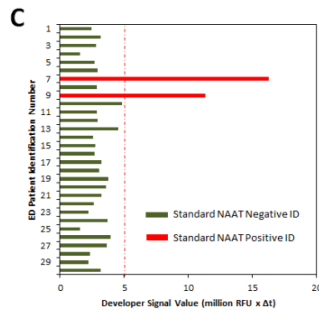 C
ED Patient Identification Number
1
3
5
7
9
11
13
15
17
19
21
23
25
27
29
Standard NAAT Negative ID
Standard NAAT Positive ID
0 5 10 15 20
Developer Signal Value (million RFU x Δt)